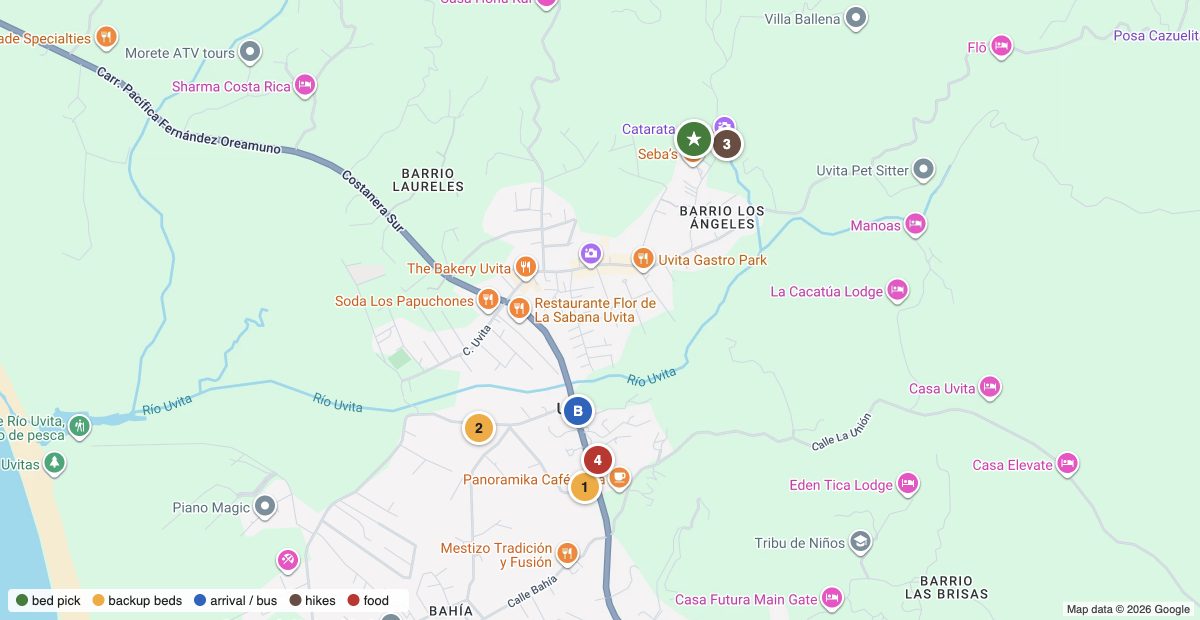 Villa Ballena
ade Specialties
Posa Cazuelit
Flō
Morete ATV tours
Sharma Costa Rica
Carr. Pacífica Fernández Oreamuno
Catarata
3
Seba's
Uvita Pet Sitter
BARRIO
LAURELES
Costanera Sur
BARRIO LOS
ÁNGELES
Manoas
The Bakery Uvita
Uvita Gastro Park
La Cacatúa Lodge
Soda Los Papuchones
Restaurante Flor de
La Sabana Uvita
C. Uvita
Río Uvita
Río Uvita
Río Uvita
Casa Uvita
B
e Río Uvita,
o de pesca
2
Calle La Unión
Uvitas
4
Casa Elevate
Panoramika Café
1
Eden Tica Lodge
Piano Magic
Tribu de Niños
Mestizo Tradición
y Fusión
Calle Bahía
BARRIO
LAS BRISAS
bed pick
backup beds
arrival / bus
hikes
food
BAHÍA
Casa Futura Main Gate
Map data © 2026 Google